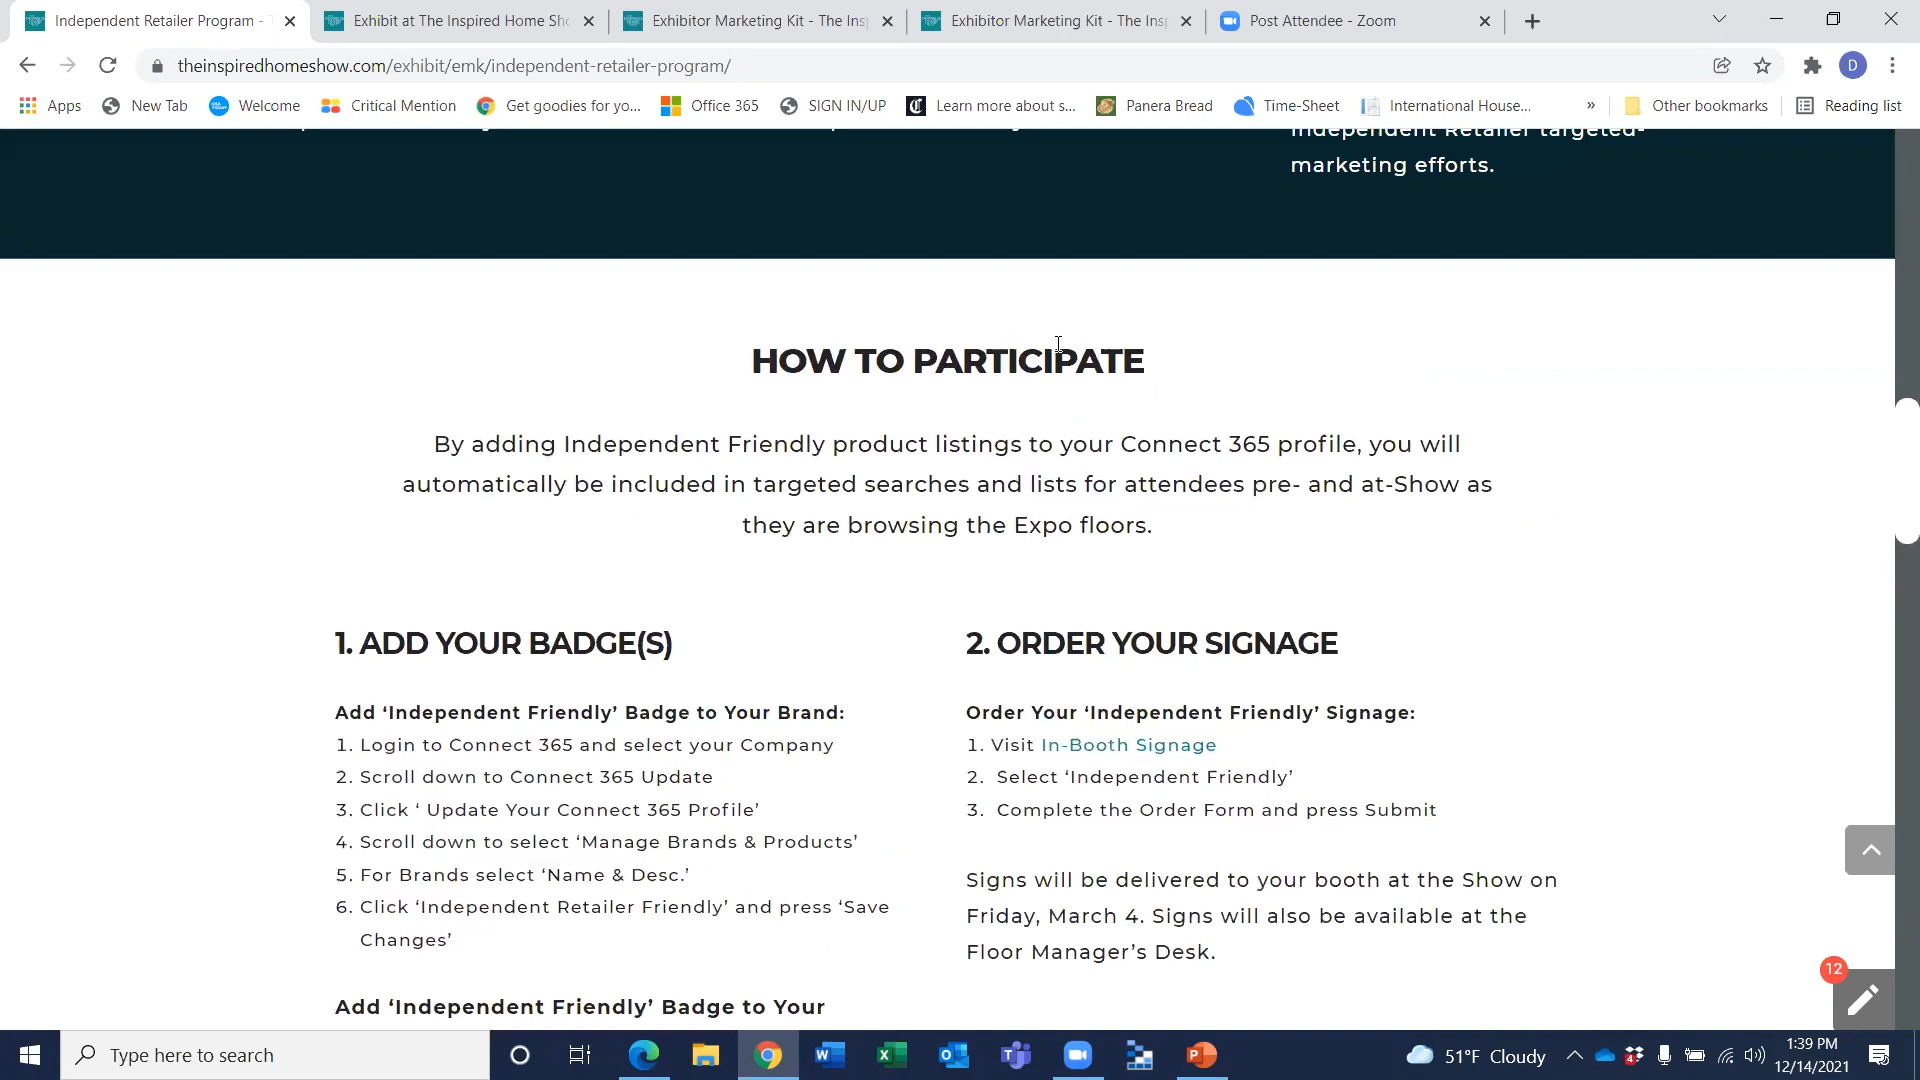 Independent Retailer Program -
Exhibit at The Inspired Home Sho
Exhibitor Marketing Kit - The Ins
Exhibitor Marketing Kit - The Ins
Post Attendee - Zoom
theinspiredhomeshow.com/exhibit/emk/independent-retailer-program/
D
Apps
New Tab
Welcome
Critical Mention
Get goodies for yo...
Office 365
SIGN IN/UP
Learn more about s...
Panera Bread
Time-Sheet
International House...
»
Other bookmarks
Reading list
Independent Retailer targeted-
marketing efforts.
HOW TO PARTICIPATE
By adding Independent Friendly product listings to your Connect 365 profile, you will
automatically be included in targeted searches and lists for attendees pre- and at-Show as
they are browsing the Expo floors.
1. ADD YOUR BADGE(S)
Add ‘Independent Friendly’ Badge to Your Brand:
1. Login to Connect 365 and select your Company
2. Scroll down to Connect 365 Update
3. Click ‘ Update Your Connect 365 Profile’
4. Scroll down to select ‘Manage Brands & Products’
5. For Brands select ‘Name & Desc.’
6. Click ‘Independent Retailer Friendly’ and press ‘Save
Changes’
Add ‘Independent Friendly’ Badge to Your
2. ORDER YOUR SIGNAGE
Order Your ‘Independent Friendly’ Signage:
1. Visit In-Booth Signage
2. Select ‘Independent Friendly’
3. Complete the Order Form and press Submit
Signs will be delivered to your booth at the Show on
Friday, March 4. Signs will also be available at the
Floor Manager’s Desk.
12
Type here to search
51°F Cloudy
1:39 PM
12/14/2021